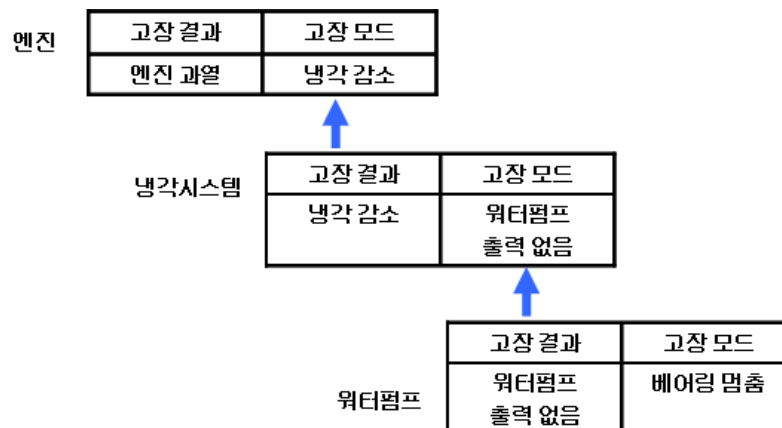 엔진
고장 결과 고장 모드
엔진 과열 냉각 감소
냉각시스템
고장 결과 고장 모드
냉각 감소 워터펌프
출력 없음
고장 결과 고장 모드
워터펌프
워터펌프 베어링 멈춤
출력 없음